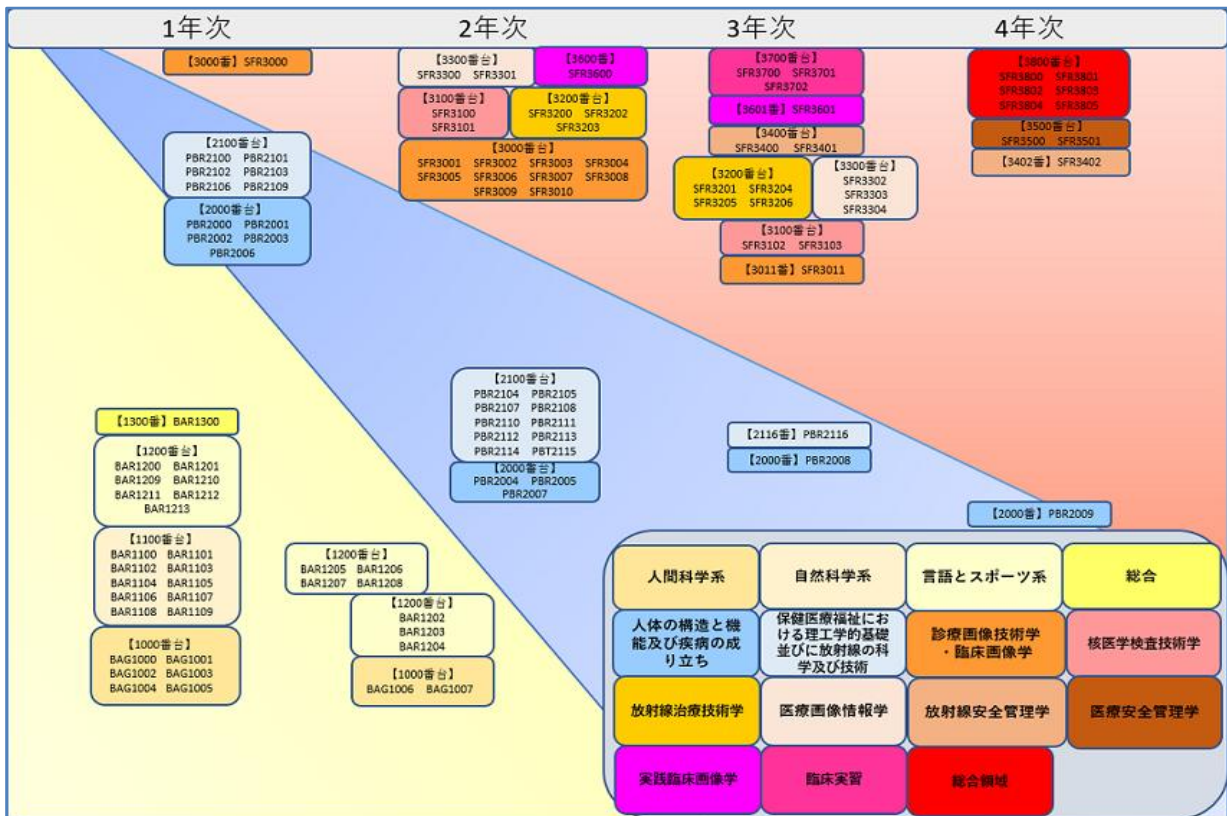 1年次
2年次
3年次
4年次
【3000番】SFR3000
【2100番台】
PBR2100 PBR2101
PBR2102 PBR2103
PBR2106 PBR2109
【2000番台】
PBR2000 PBR2001
PBR2002 PBR2003
PBR2006
【1300番】BAR1300
【1200番台】
BAR1200 BAR1201
BAR1209 BAR1210
BAR1211 BAR1212
BAR1213
【1100番台】
BAR1100 BAR1101
BAR1102 BAR1103
BAR1104 BAR1105
BAR1106 BAR1107
BAR1108 BAR1109
【1000番台】
BAG1000 BAG1001
BAG1002 BAG1003
BAG1004 BAG1005
【3300番台】
SFR3300 SFR3301
【3600番】
SFR3600
【3100番台】
SFR3100
SFR3101
【3200番台】
SFR3200 SFR3202
SFR3203
【3000番台】
SFR3001 SFR3002 SFR3003 SFR3004
SFR3005 SFR3006 SFR3007 SFR3008
SFR3009 SFR3010
【2100番台】
PBR2104 PBR2105
PBR2107 PBR2108
PBR2110 PBR2111
PBR2112 PBR2113
PBR2114 PBT2115
【2000番台】
PBR2004 PBR2005
PBR2007
【1200番台】
BAR1205 BAR1206
BAR1207 BAR1208
【1200番台】
BAR1202
BAR1203
BAR1204
【1000番台】
BAG1006 BAG1007
【3700番台】
SFR3700 SFR3701
SFR3702
【3601番】SFR3601
【3400番台】
SFR3400 SFR3401
【3200番台】
SFR3201 SFR3204
SFR3205 SFR3206
【3300番台】
SFR3302
SFR3303
SFR3304
【3100番台】
SFR3102 SFR3103
【3011番】SFR3011
【2116番】PBR2116
【2000番】PBR2008
【3800番台】
SFR3800 SFR3801
SFR3802 SFR3803
SFR3804 SFR3805
【3500番台】
SFR3500 SFR3501
【3402番】SFR3402
【2000番】PBR2009
人間科学系
自然科学系
言語とスポーツ系
総合
人体の構造と機
能及び疾病の成
り立ち
保健医療福祉にお
ける理工学的基礎
並びに放射線の科
学及び技術
診療画像技術学
・臨床画像学
核医学検査技術学
放射線治療技術学
医療画像情報学
放射線安全管理学
医療安全管理学
実践臨床画像学
臨床実習
総合領域